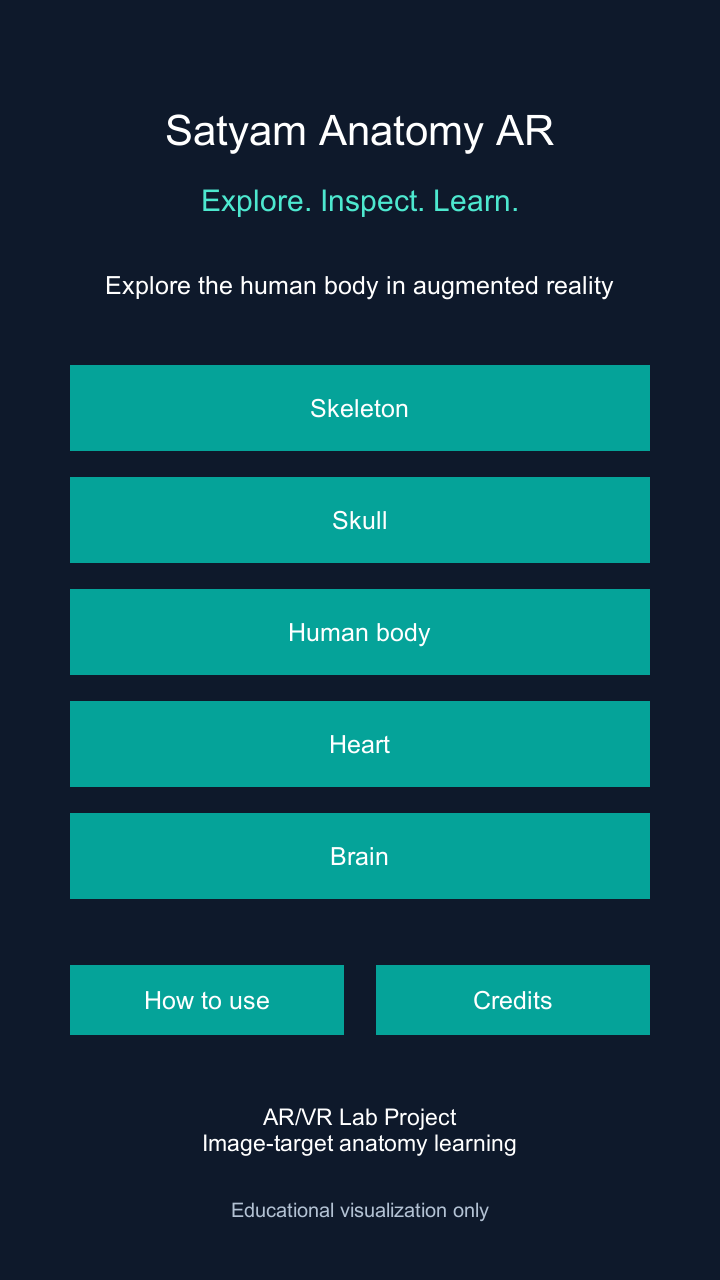 Satyam Anatomy AR
Explore. Inspect. Learn.
Explore the human body in augmented reality
Skeleton
Skull
Human body
Heart
Brain
How to use
Credits
AR/VR Lab Project
Image-target anatomy learning
Educational visualization only